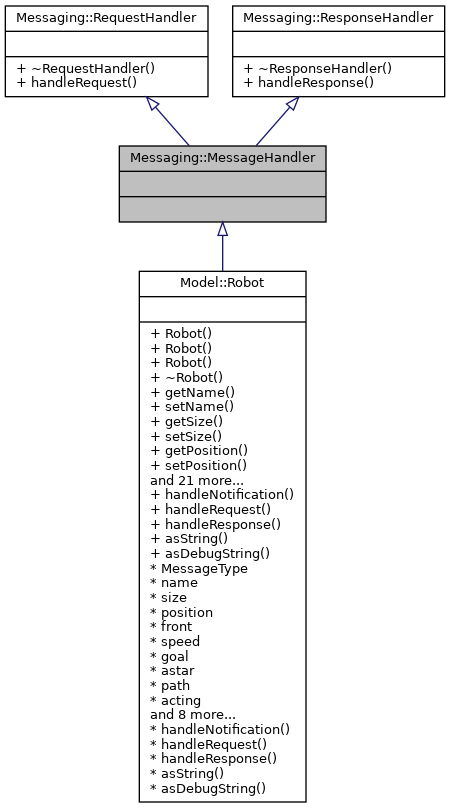 Messaging::RequestHandler
+ ~RequestHandler()
+ handleRequest()
Messaging::ResponseHandler
+ ~ResponseHandler()
+ handleResponse()
Messaging::MessageHandler
Model::Robot
+ Robot()
+ Robot()
+ Robot()
+ ~Robot()
+ getName()
+ setName()
+ getSize()
+ setSize()
+ getPosition()
+ setPosition()
and 21 more...
+ handleNotification()
+ handleRequest()
+ handleResponse()
+ asString()
+ asDebugString()
* MessageType
* name
* size
* position
* front
* speed
* goal
* astar
* path
* acting
and 8 more...
* handleNotification()
* handleRequest()
* handleResponse()
* asString()
* asDebugString()